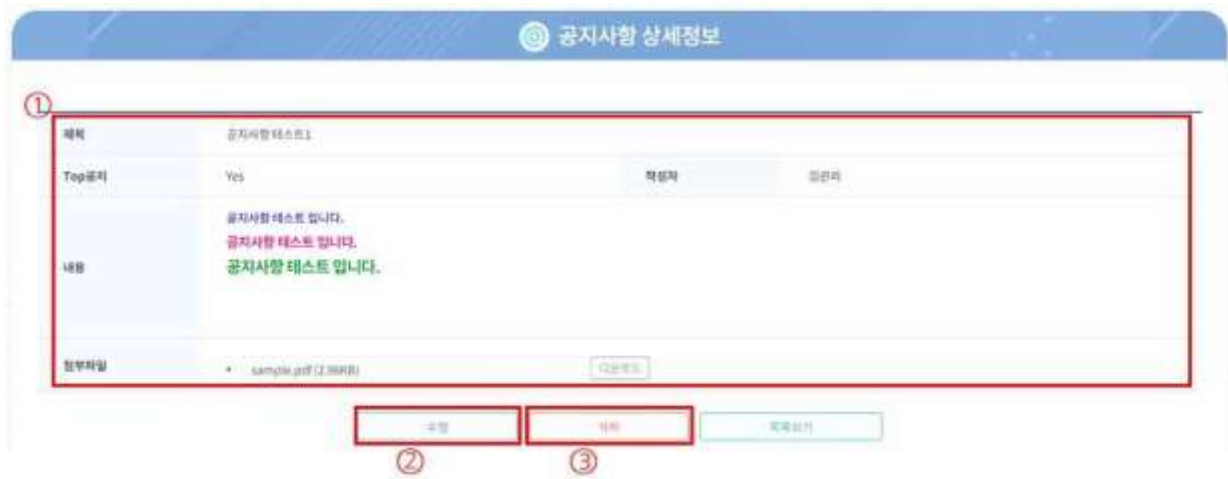 공지사항 상세정보
①
제목 공지사항 테스트1
Top공지 Yes 작성자 김관리
내용
공지사항 테스트 입니다.
공지사항 테스트 입니다.
공지사항 테스트 입니다.
첨부파일 • sample.pdf (2.96KB) 다운로드
수정 삭제 목록보기
② ③